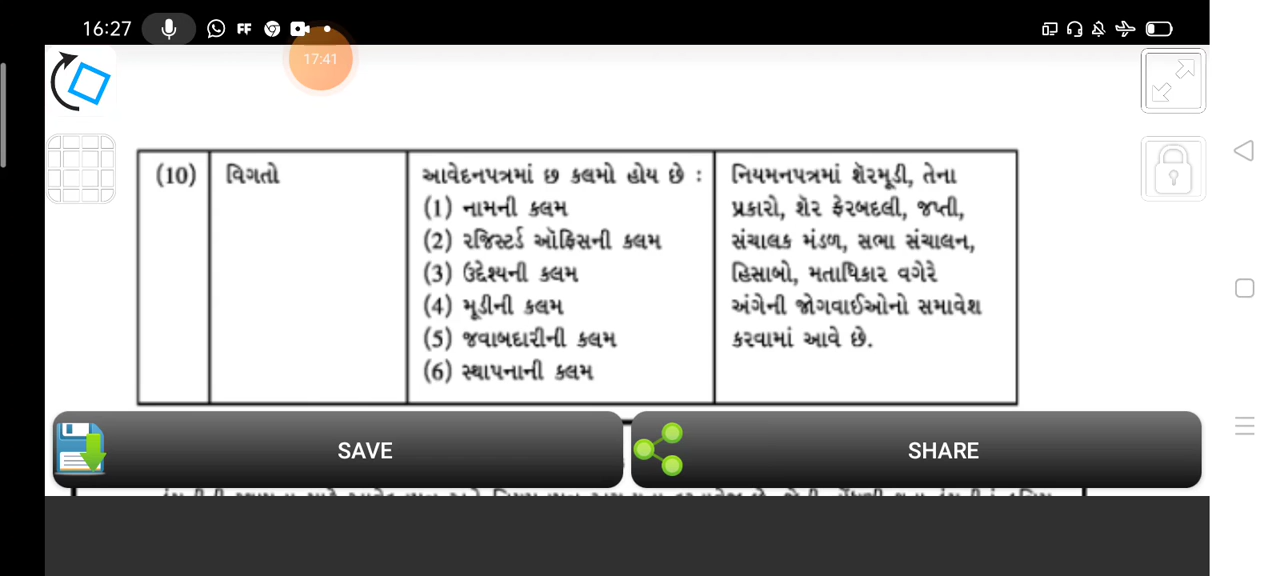 16:27
FF
17:41
(10) વિગતો આવેદનપત્રમાં છ કલમો હોય છે : નિયમનપત્રમાં શૅરમૂડી, તેના
(1) નામની કલમ પ્રકારો, શૅર ફેરબદલી, જપ્તી,
(2) રજિસ્ટર્ડ ઑફિસની કલમ સંચાલક મંડળ, સભા સંચાલન,
(3) ઉદ્દેશ્યની કલમ હિસાબો, મતાધિકાર વગેરે
(4) મૂડીની કલમ અંગેની જોગવાઈઓનો સમાવેશ
(5) જવાબદારીની કલમ કરવામાં આવે છે.
(6) સ્થાપનાની કલમ
SAVE
SHARE